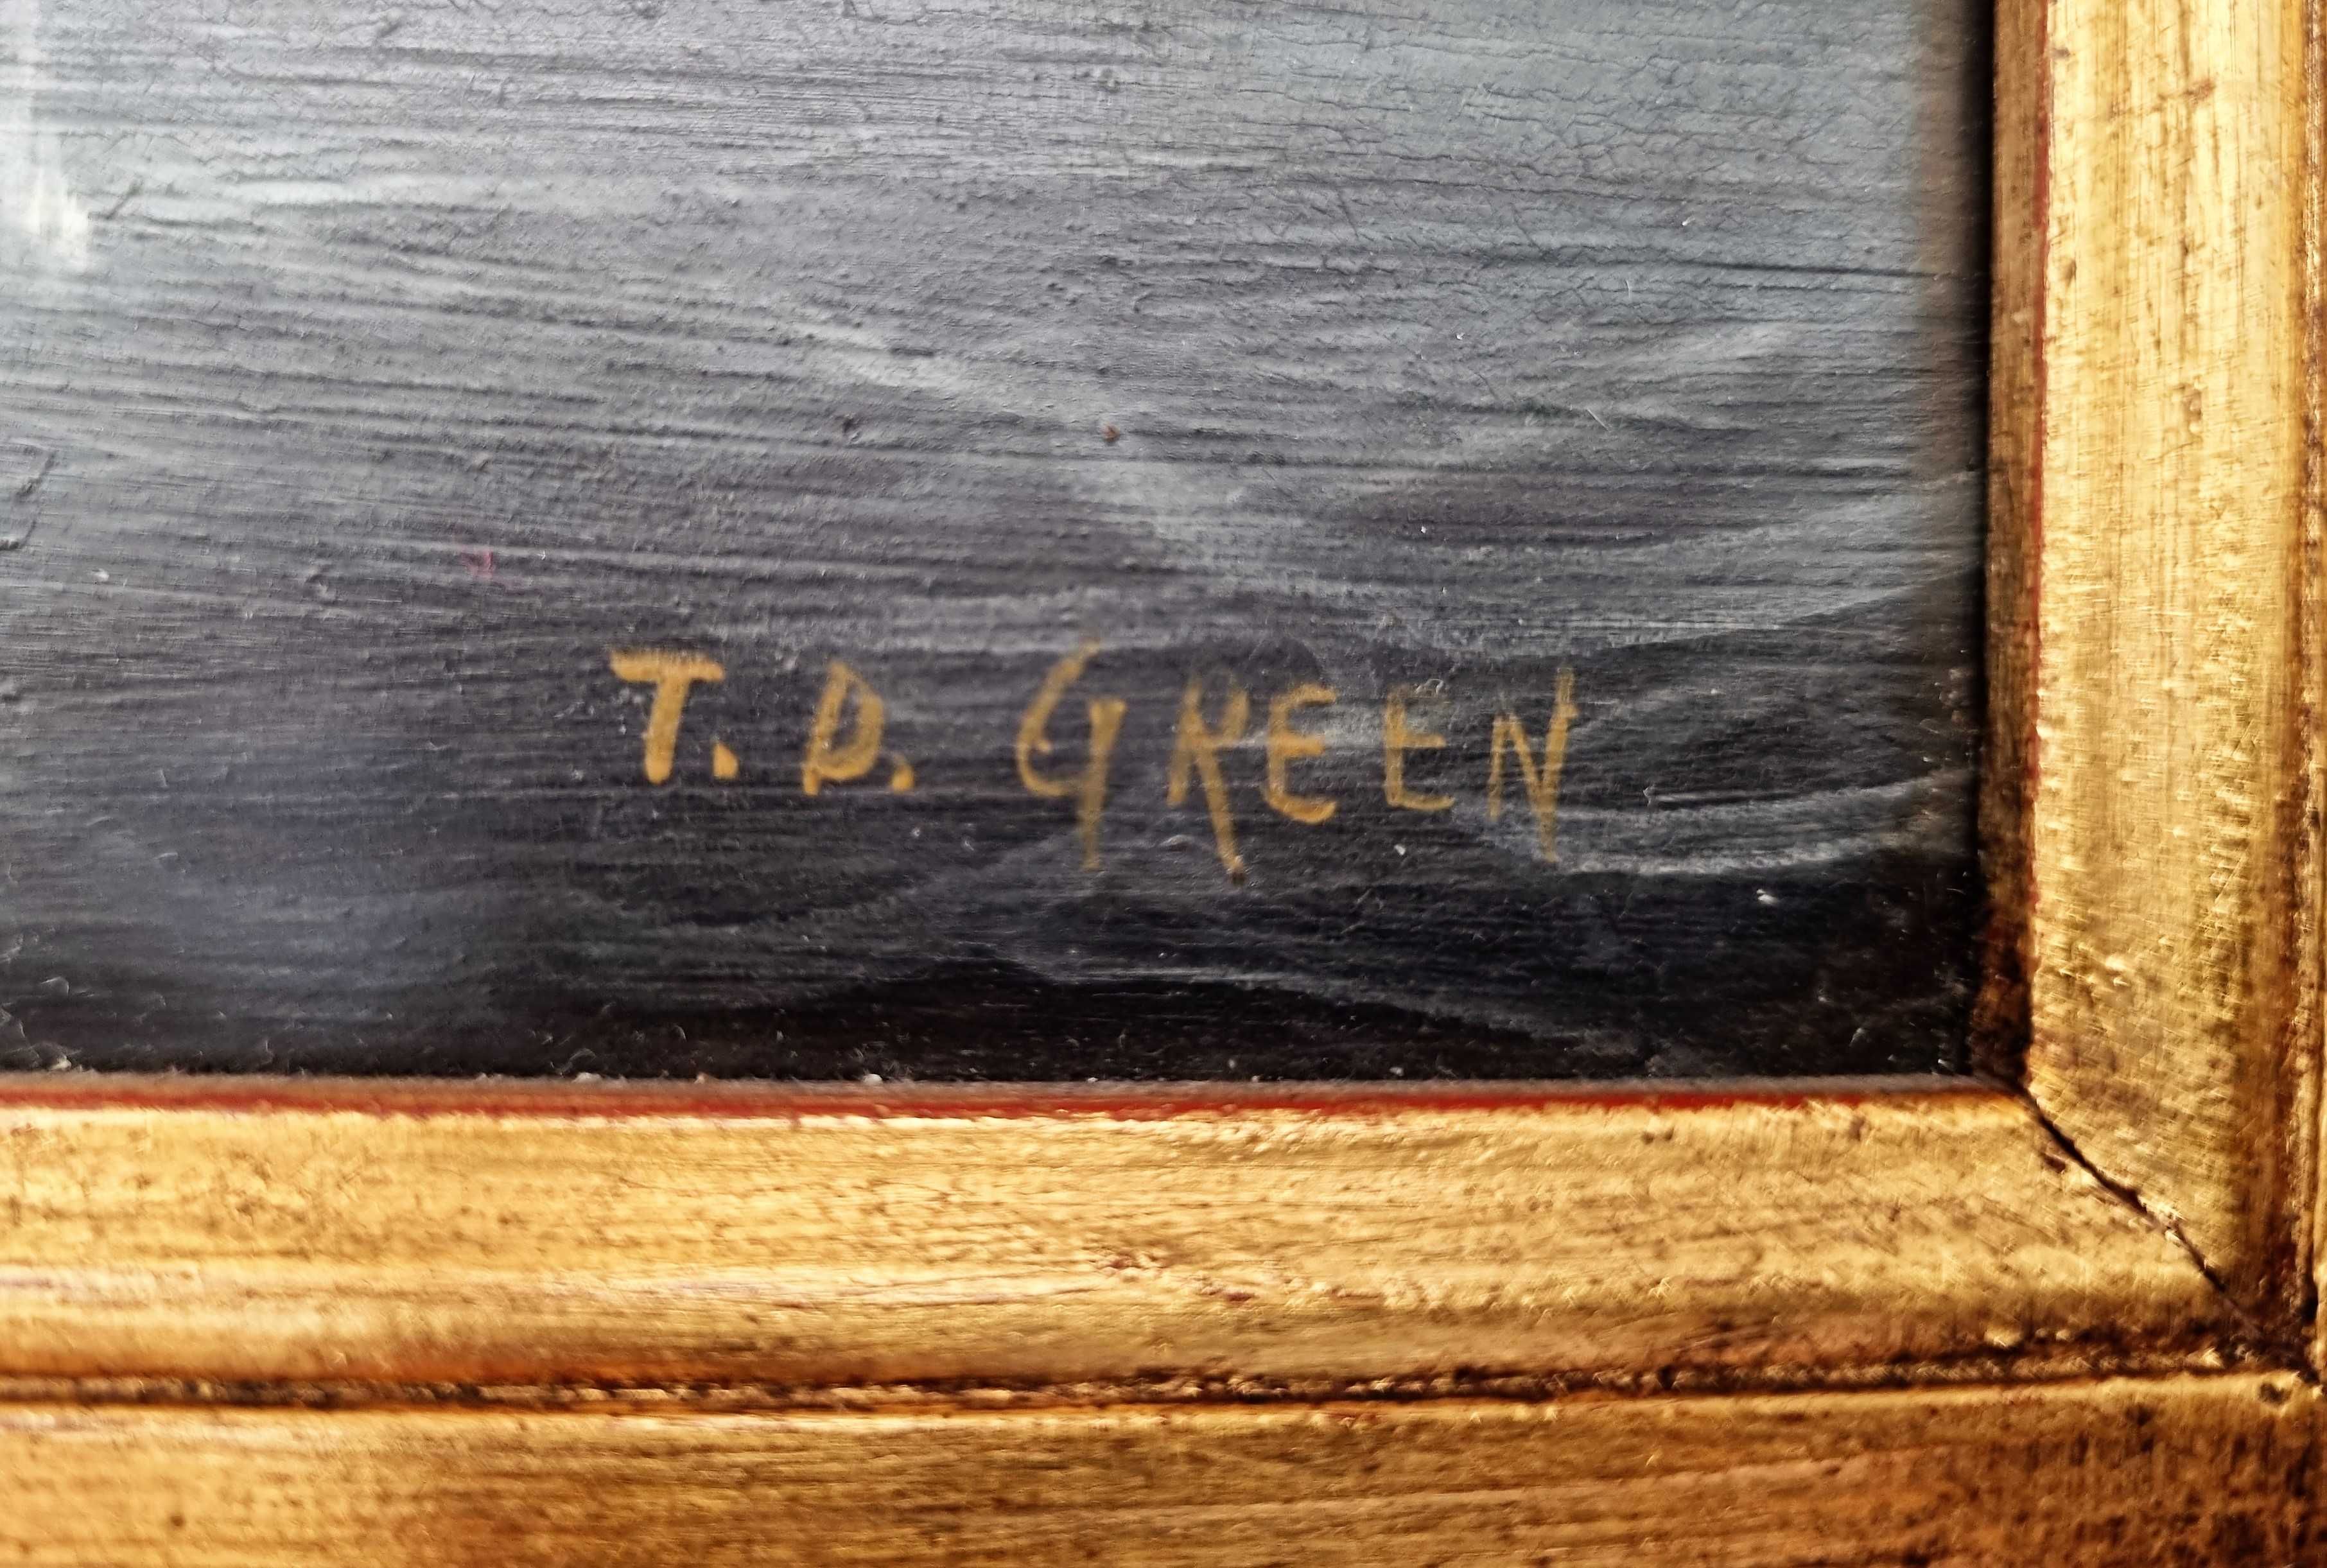 T. D. GREEN